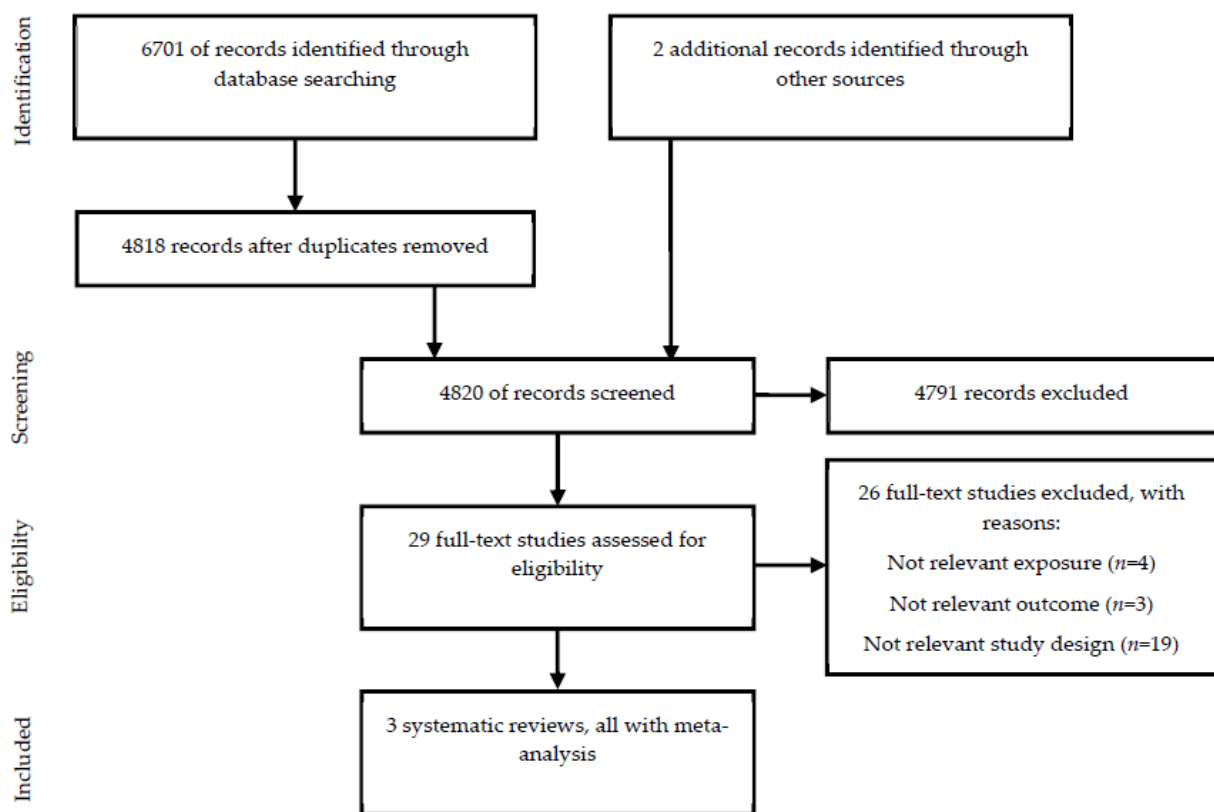 Identification
6701 of records identified through
database searching
2 additional records identified through
other sources
4818 records after duplicates removed
Screening
4820 of records screened
4791 records excluded
Eligibility
29 full-text studies assessed for
eligibility
26 full-text studies excluded, with
reasons:
Not relevant exposure (n=4)
Not relevant outcome (n=3)
Not relevant study design (n=19)
Included
3 systematic reviews, all with meta-
analysis